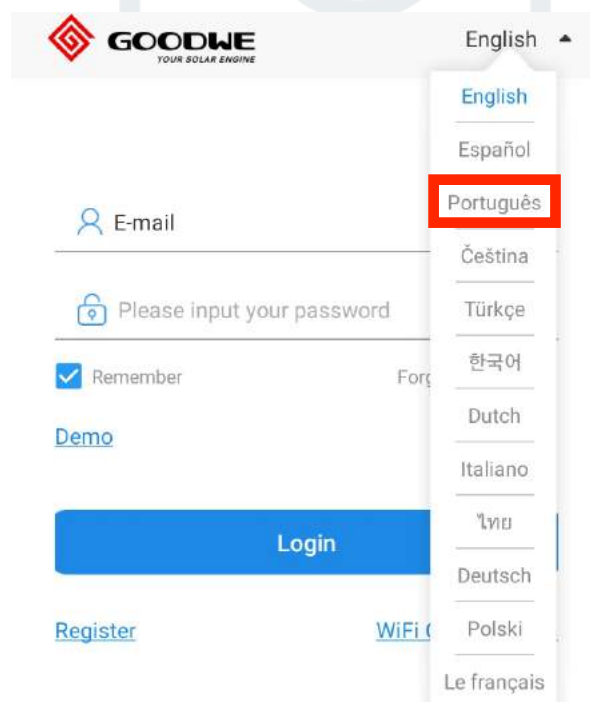 GOODWE
YOUR SOLAR ENGINE
English
English
Español
Português
Čeština
Türkçe
한국어
Dutch
Italiano
ไทย
Deutsch
Polski
Le français
E-mail
Please input your password
Remember
Demo
Login
Register
WiFi